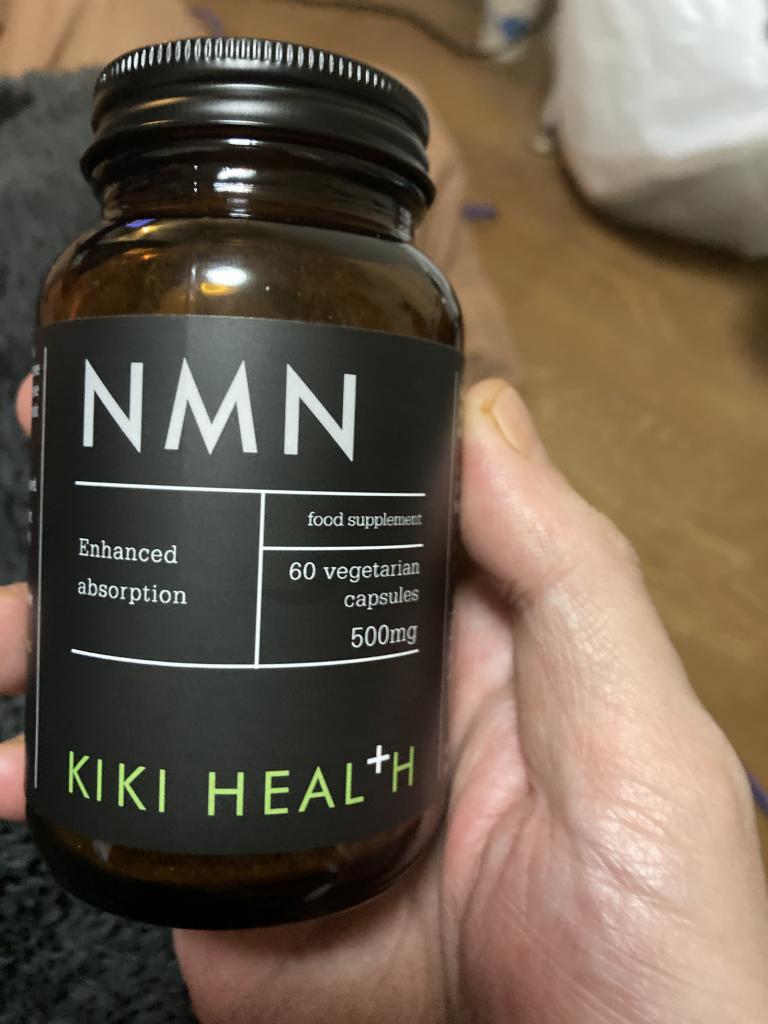 NMN
food supplement
Enhanced
absorption
60 vegetarian
capsules
500mg
KIKI HEAL+H